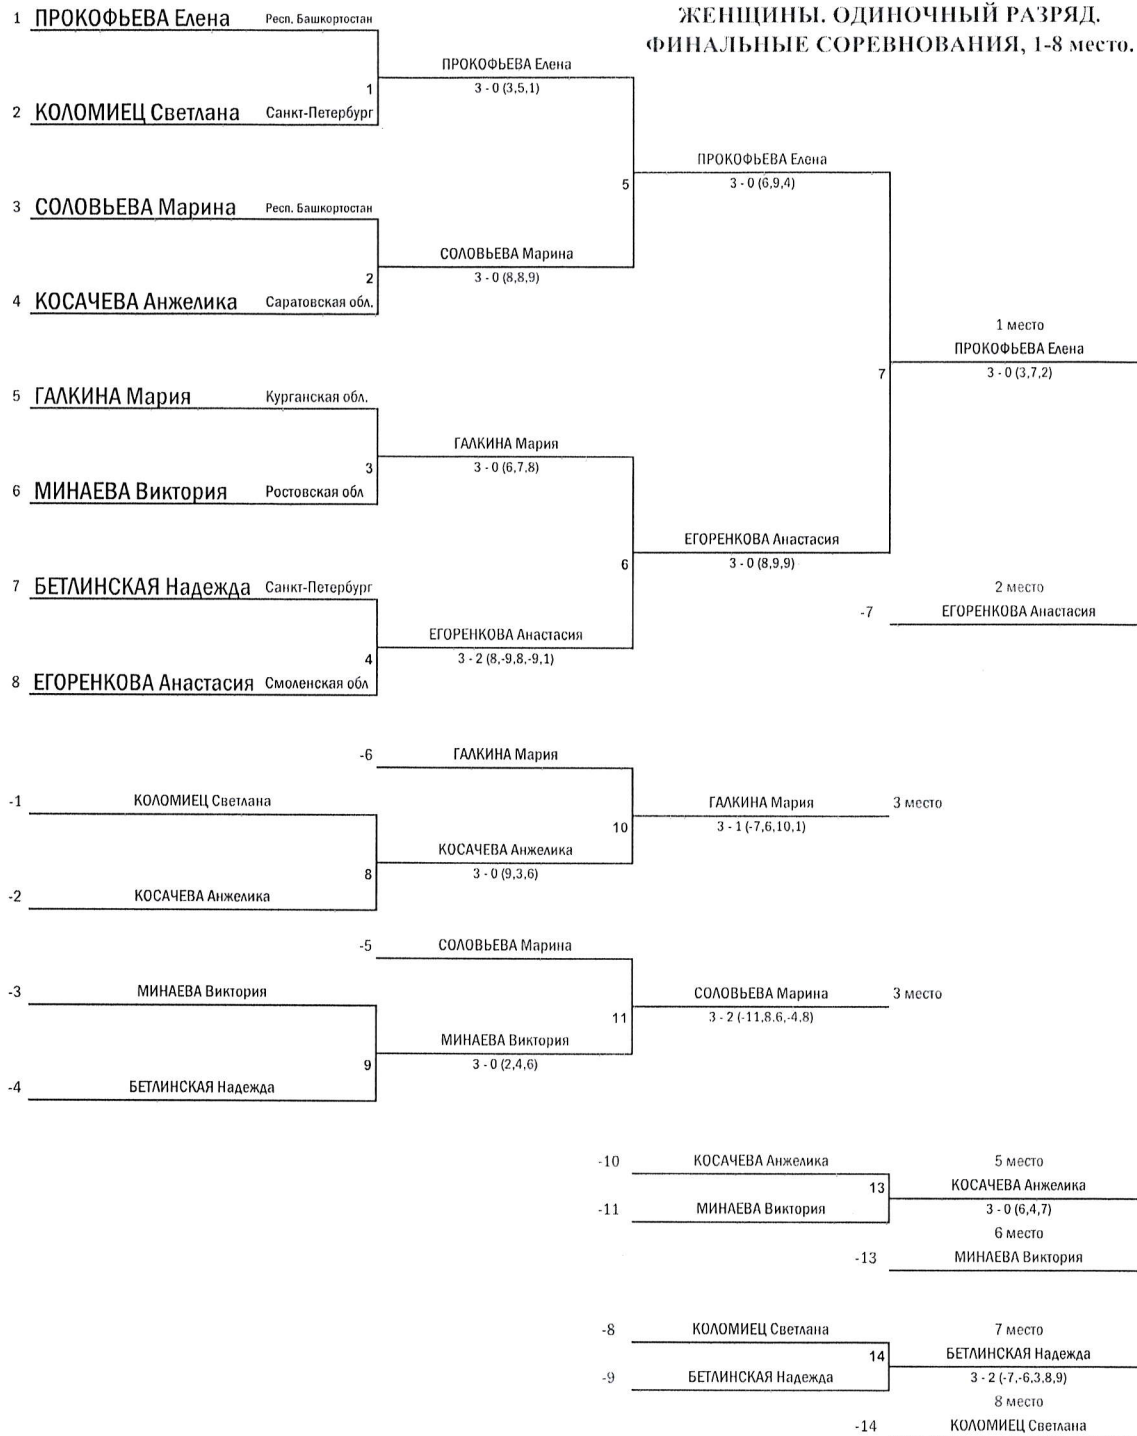 ЖЕНЩИНЫ. ОДИНОЧНЫЙ РАЗРЯД.
ФИНАЛЬНЫЕ СОРЕВНОВАНИЯ, 1-8 место.
1 ПРОКОФЬЕВА Елена Респ. Башкортостан
ПРОКОФЬЕВА Елена
1 3 - 0 (3,5,1)
2 КОЛОМИЕЦ Светлана Санкт-Петербург
ПРОКОФЬЕВА Елена
5 3 - 0 (6,9,4)
3 СОЛОВЬЕВА Марина Респ. Башкортостан
СОЛОВЬЕВА Марина
2 3 - 0 (8,8,9)
4 КОСАЧЕВА Анжелика Саратовская обл.
1 место
ПРОКОФЬЕВА Елена
7 3 - 0 (3,7,2)
5 ГАЛКИНА Мария Курганская обл.
ГАЛКИНА Мария
3 3 - 0 (6,7,8)
6 МИНАЕВА Виктория Ростовская обл
ЕГОРЕНКОВА Анастасия
6 3 - 0 (8,9,9)
7 БЕТЛИНСКАЯ Надежда Санкт-Петербург
2 место
-7 ЕГОРЕНКОВА Анастасия
ЕГОРЕНКОВА Анастасия
4 3 - 2 (8,-9,8,-9,1)
8 ЕГОРЕНКОВА Анастасия Смоленская обл
-6 ГАЛКИНА Мария
-1 КОЛОМИЕЦ Светлана
ГАЛКИНА Мария 3 место
10 3 - 1 (-7,6,10,1)
КОСАЧЕВА Анжелика
8 3 - 0 (9,3,6)
-2 КОСАЧЕВА Анжелика
-5 СОЛОВЬЕВА Марина
-3 МИНАЕВА Виктория
СОЛОВЬЕВА Марина 3 место
11 3 - 2 (-11,8.6,-4,8)
МИНАЕВА Виктория
9 3 - 0 (2,4,6)
-4 БЕТЛИНСКАЯ Надежда
-10 КОСАЧЕВА Анжелика 5 место
13 КОСАЧЕВА Анжелика
-11 МИНАЕВА Виктория 3 - 0 (6,4,7)
6 место
-13 МИНАЕВА Виктория
-8 КОЛОМИЕЦ Светлана 7 место
14 БЕТЛИНСКАЯ Надежда
-9 БЕТЛИНСКАЯ Надежда 3 - 2 (-7,-6,3,8,9)
8 место
-14 КОЛОМИЕЦ Светлана